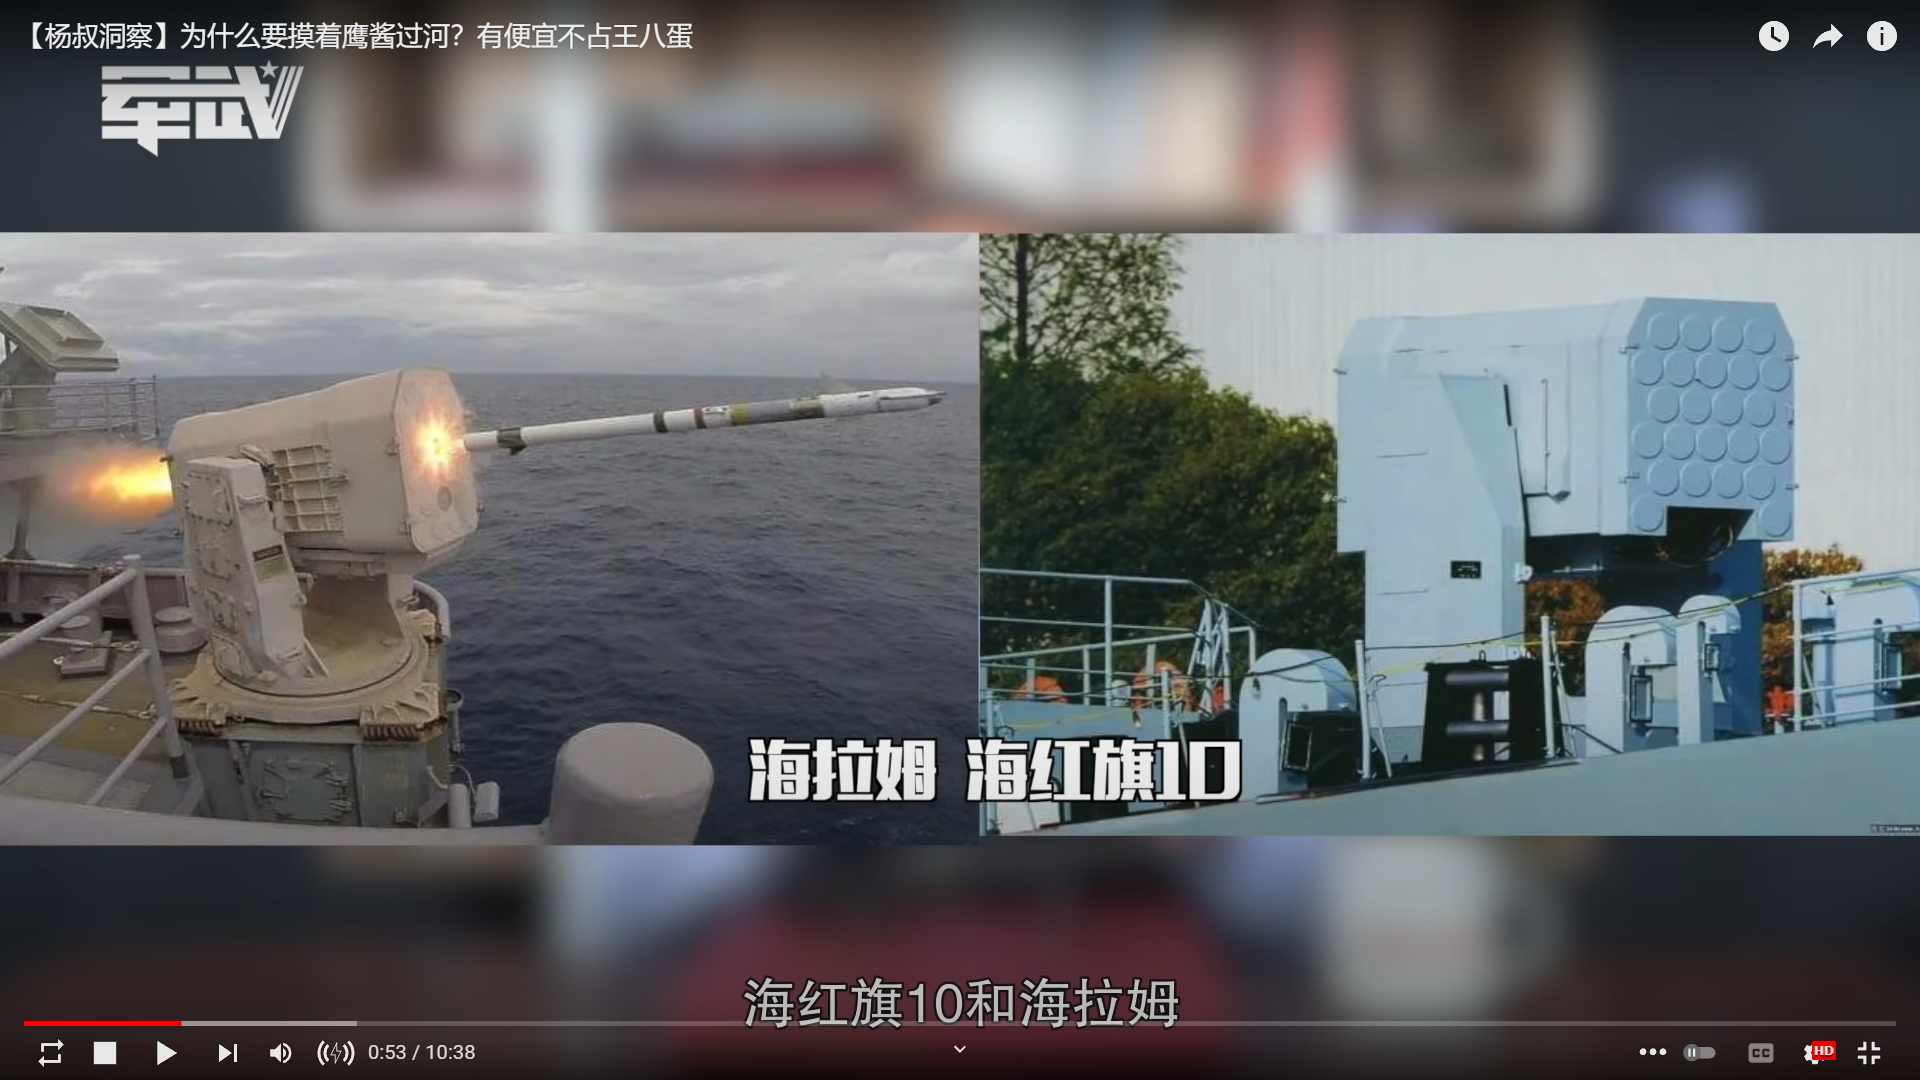 【杨叔洞察】为什么要摸着鹰酱过河？有便宜不占王八蛋
军武
海拉姆 海红旗10
海红旗10和海拉姆
0:53 / 10:38
CC
HD